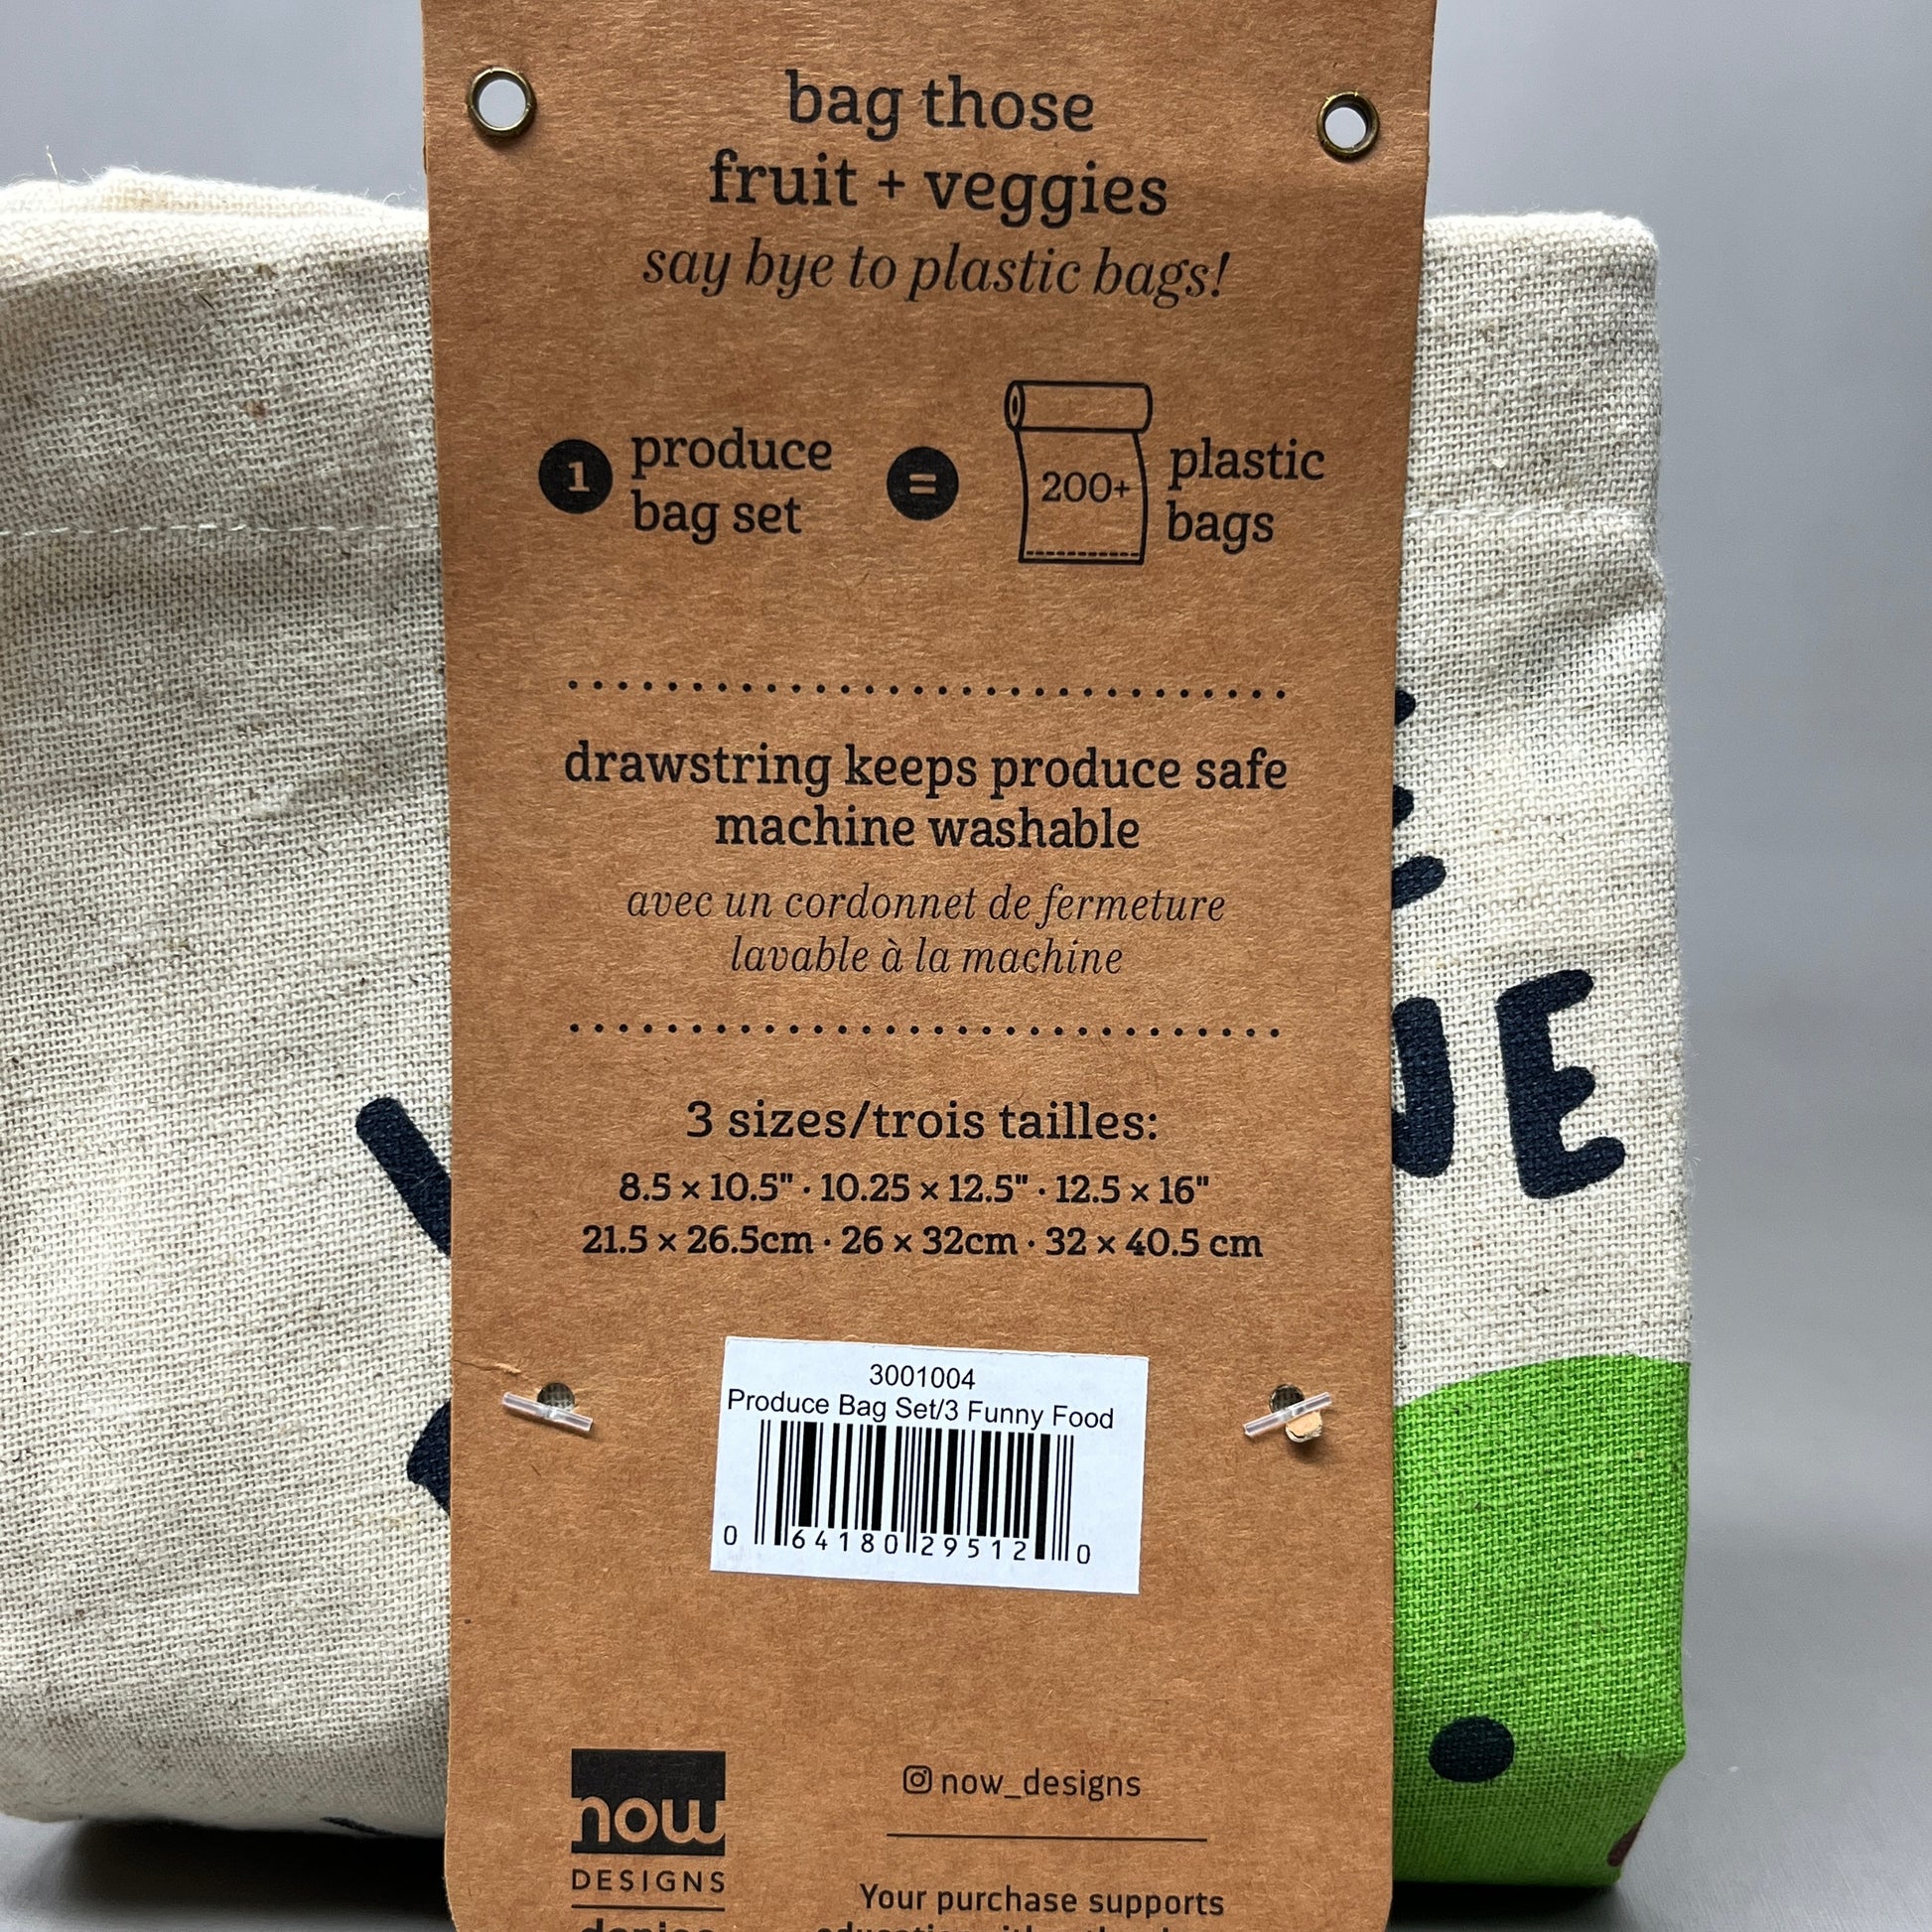 bag those
fruit + veggies
say bye to plastic bags!
1 produce
bag set
=
200+
plastic
bags
drawstring keeps produce safe
machine washable
avec un cordonnet de fermeture
lavable à la machine
3 sizes/trois tailles:
8.5 × 10.5" · 10.25 × 12.5" · 12.5 × 16"
21.5 × 26.5cm · 26 × 32cm · 32 × 40.5 cm
3001004
Produce Bag Set/3 Funny Food
0 64180 29512 0
now
DESIGNS
now_designs
Your purchase supports
UE